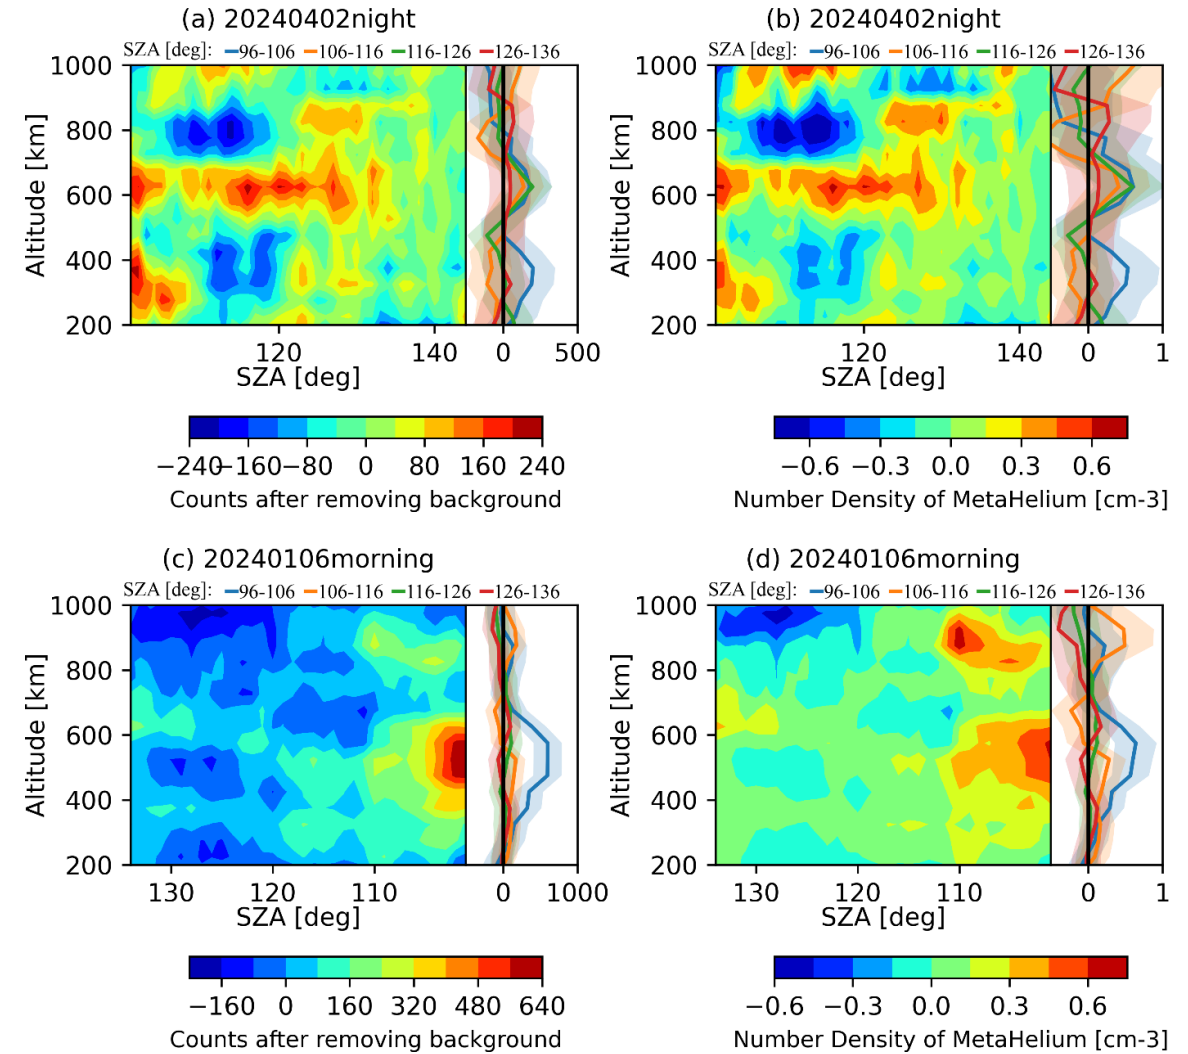 (a) 20240402night
(b) 20240402night
SZA [deg]: 96-106 106-116 116-126 126-136
SZA [deg]: 96-106 106-116 116-126 126-136
1000
800
600
400
200
Altitude [km]
120 140 0 500
SZA [deg]
1000
800
600
400
200
Altitude [km]
120 140 0 1
SZA [deg]
−240 −160 −80 0 80 160 240
Counts after removing background
−0.6 −0.3 0.0 0.3 0.6
Number Density of MetaHelium [cm-3]
(c) 20240106morning
(d) 20240106morning
SZA [deg]: 96-106 106-116 116-126 126-136
SZA [deg]: 96-106 106-116 116-126 126-136
1000
800
600
400
200
Altitude [km]
130 120 110 0 1000
SZA [deg]
1000
800
600
400
200
Altitude [km]
130 120 110 0 1
SZA [deg]
−160 0 160 320 480 640
Counts after removing background
−0.6 −0.3 0.0 0.3 0.6
Number Density of MetaHelium [cm-3]